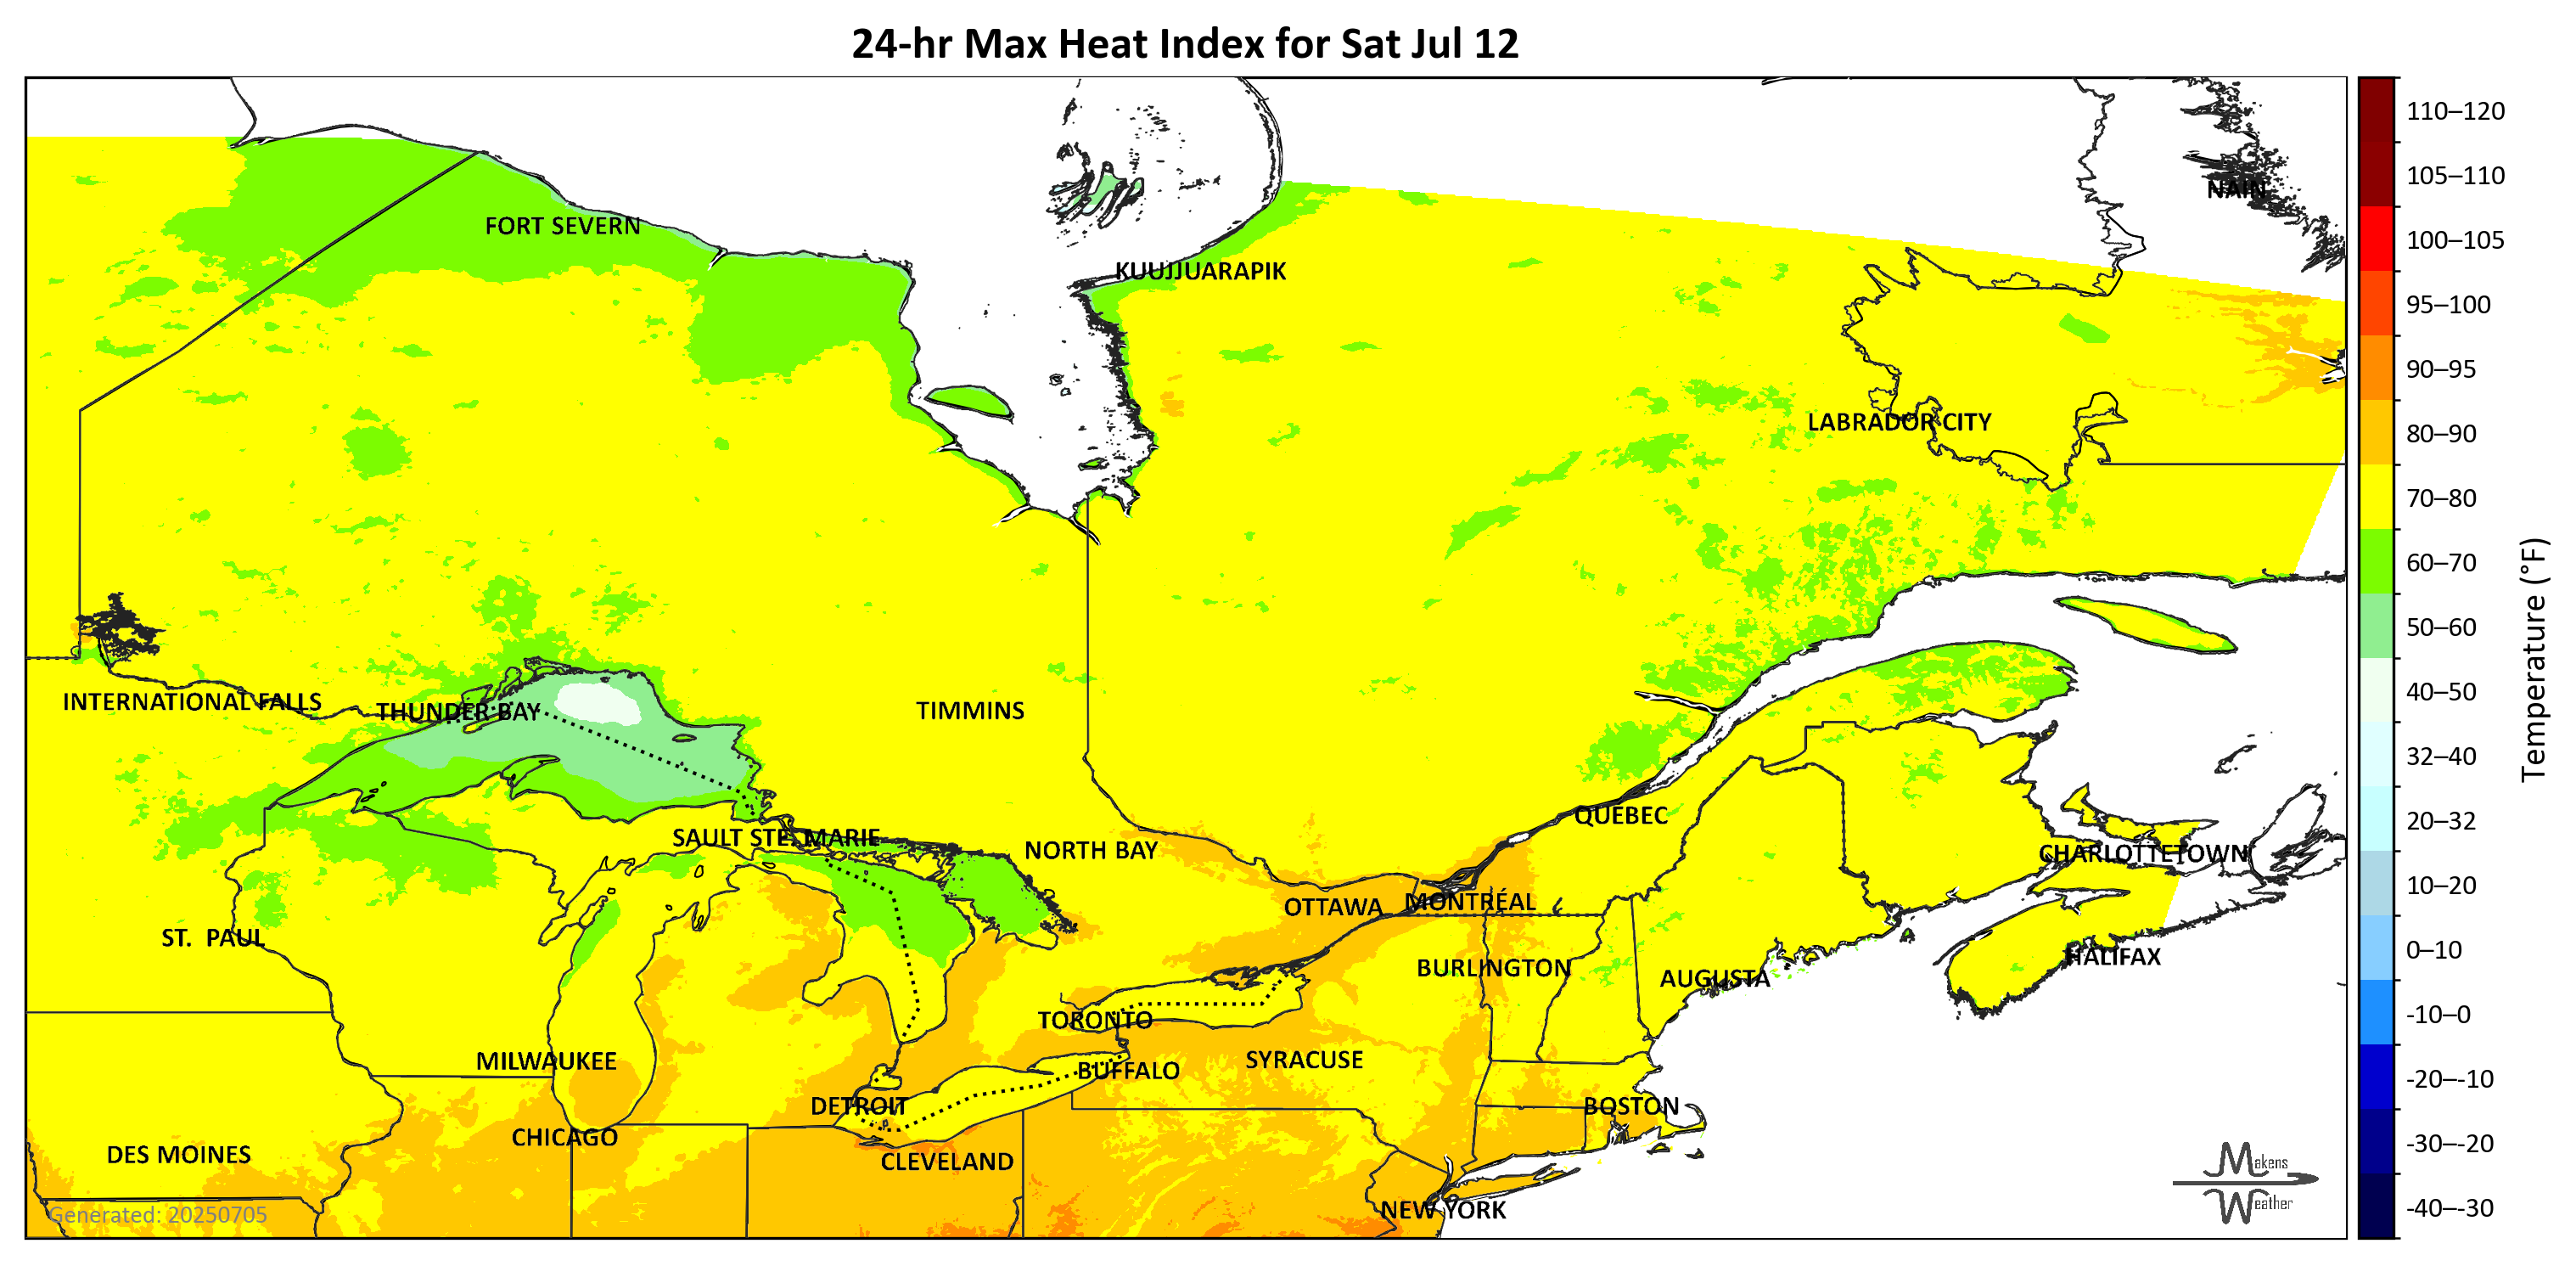 24-hr Max Heat Index for Sat Jul 12
NAIN
FORT SEVERN
KUUJJUARAPIK
LABRADOR CITY
INTERNATIONAL FALLS
THUNDER BAY
TIMMINS
QUÉBEC
SAULT STE. MARIE
NORTH BAY
CHARLOTTETOWN
OTTAWA
MONTRÉAL
ST.  PAUL
HALIFAX
BURLINGTON
AUGUSTA
TORONTO
MILWAUKEE
SYRACUSE
BUFFALO
DETROIT
BOSTON
CHICAGO
DES MOINES
CLEVELAND
NEW YORK
Generated: 20250705
Makens
Weather
110–120
105–110
100–105
95–100
90–95
80–90
70–80
60–70
50–60
40–50
32–40
20–32
10–20
0–10
-10–0
-20–-10
-30–-20
-40–-30
Temperature (°F)